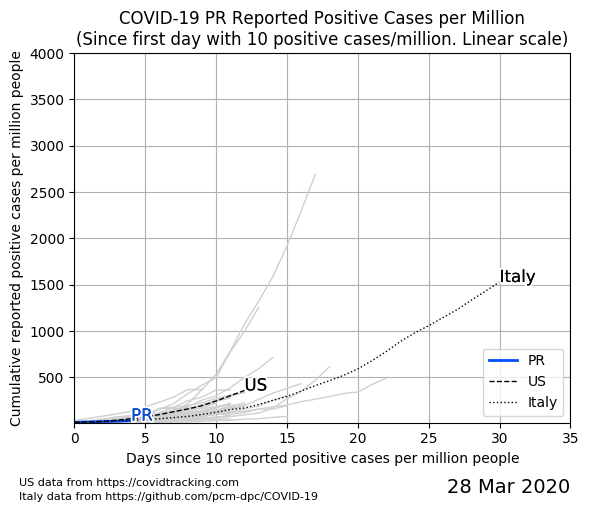 COVID-19 PR Reported Positive Cases per Million
(Since first day with 10 positive cases/million. Linear scale)
Cumulative reported positive cases per million people
4000
3500
3000
2500
2000
1500
1000
500
Italy
US
PR
PR
US
Italy
0 5 10 15 20 25 30 35
Days since 10 reported positive cases per million people
US data from https://covidtracking.com
Italy data from https://github.com/pcm-dpc/COVID-19
28 Mar 2020